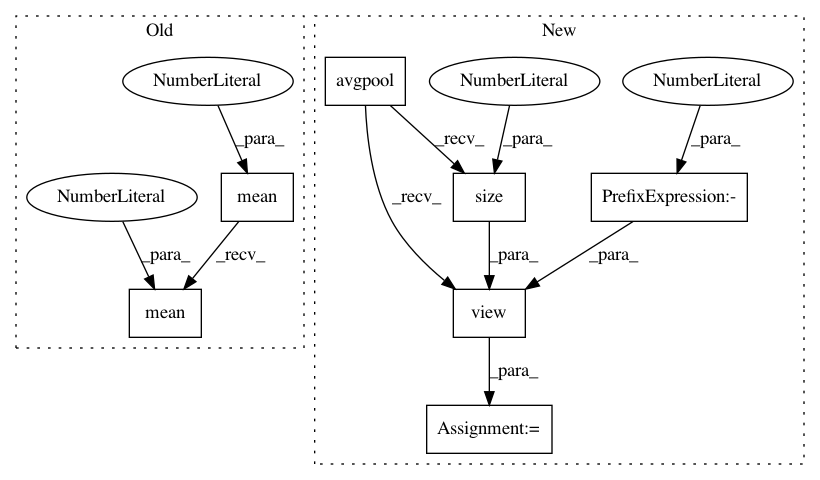 Old
NumberLiteral
_para_
NumberLiteral
mean
_para_
_recv_
mean
New
avgpool
NumberLiteral
NumberLiteral
_recv_
_para_
_para_
_recv_
size
PrefixExpression:-
_para_
_para_
view
_para_
Assignment:=